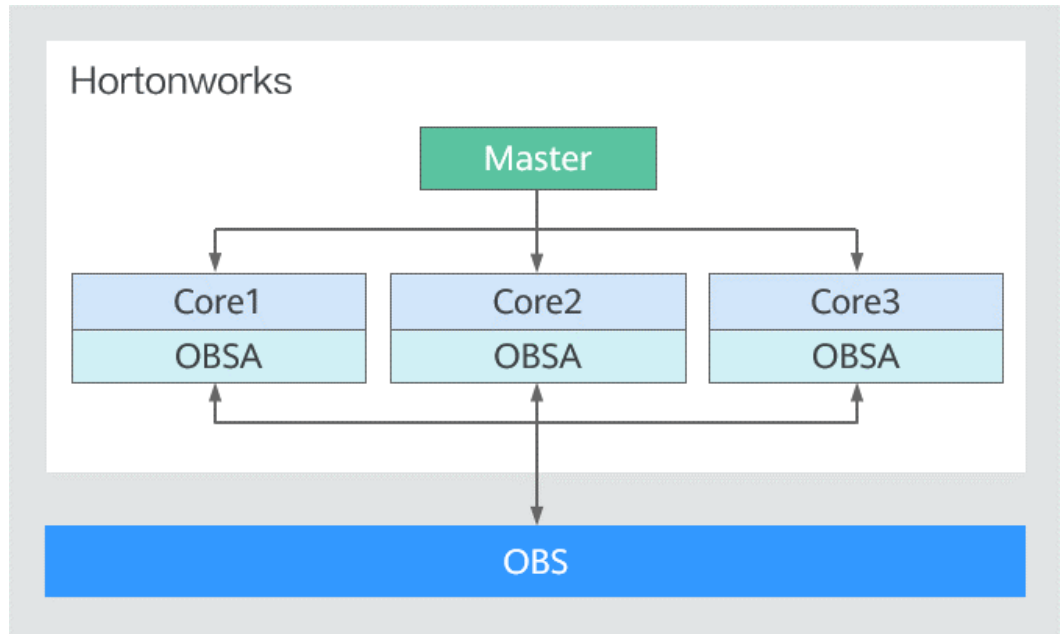 Hortonworks
Master
Core1
Core2
Core3
OBSA
OBSA
OBSA
OBS